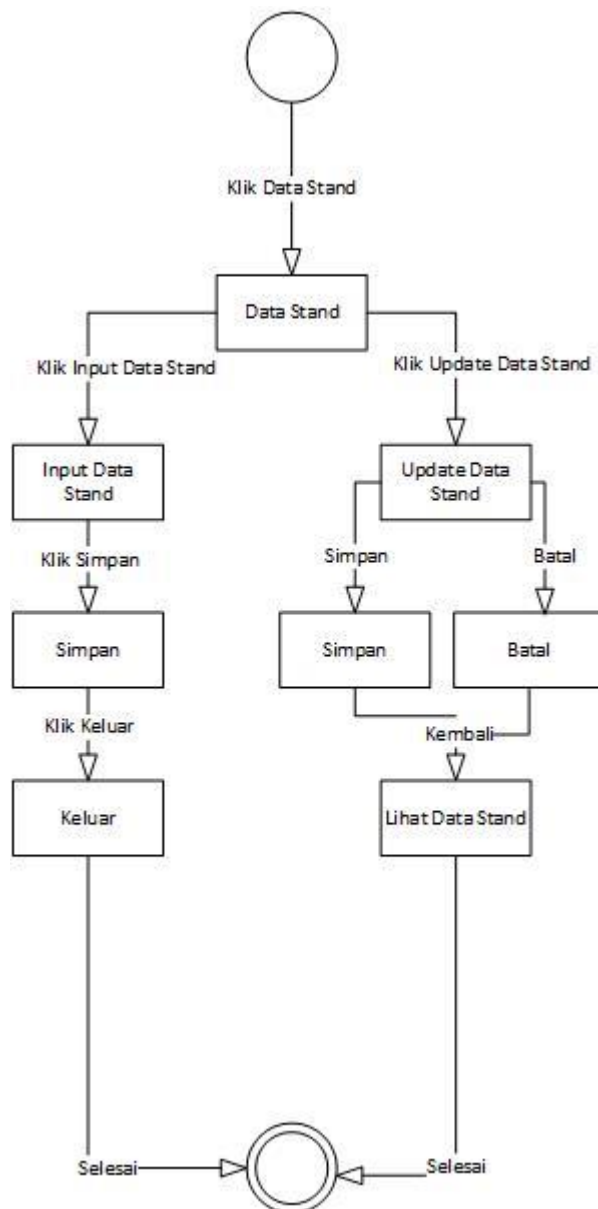 Klik Data Stand
Data Stand
Klik Input Data Stand
Klik Update Data Stand
Input Data
Stand
Update Data
Stand
Klik Simpan
Simpan
Batal
Simpan
Simpan
Batal
Klik Keluar
Kembali
Keluar
Lihat Data Stand
Selesai
Selesai